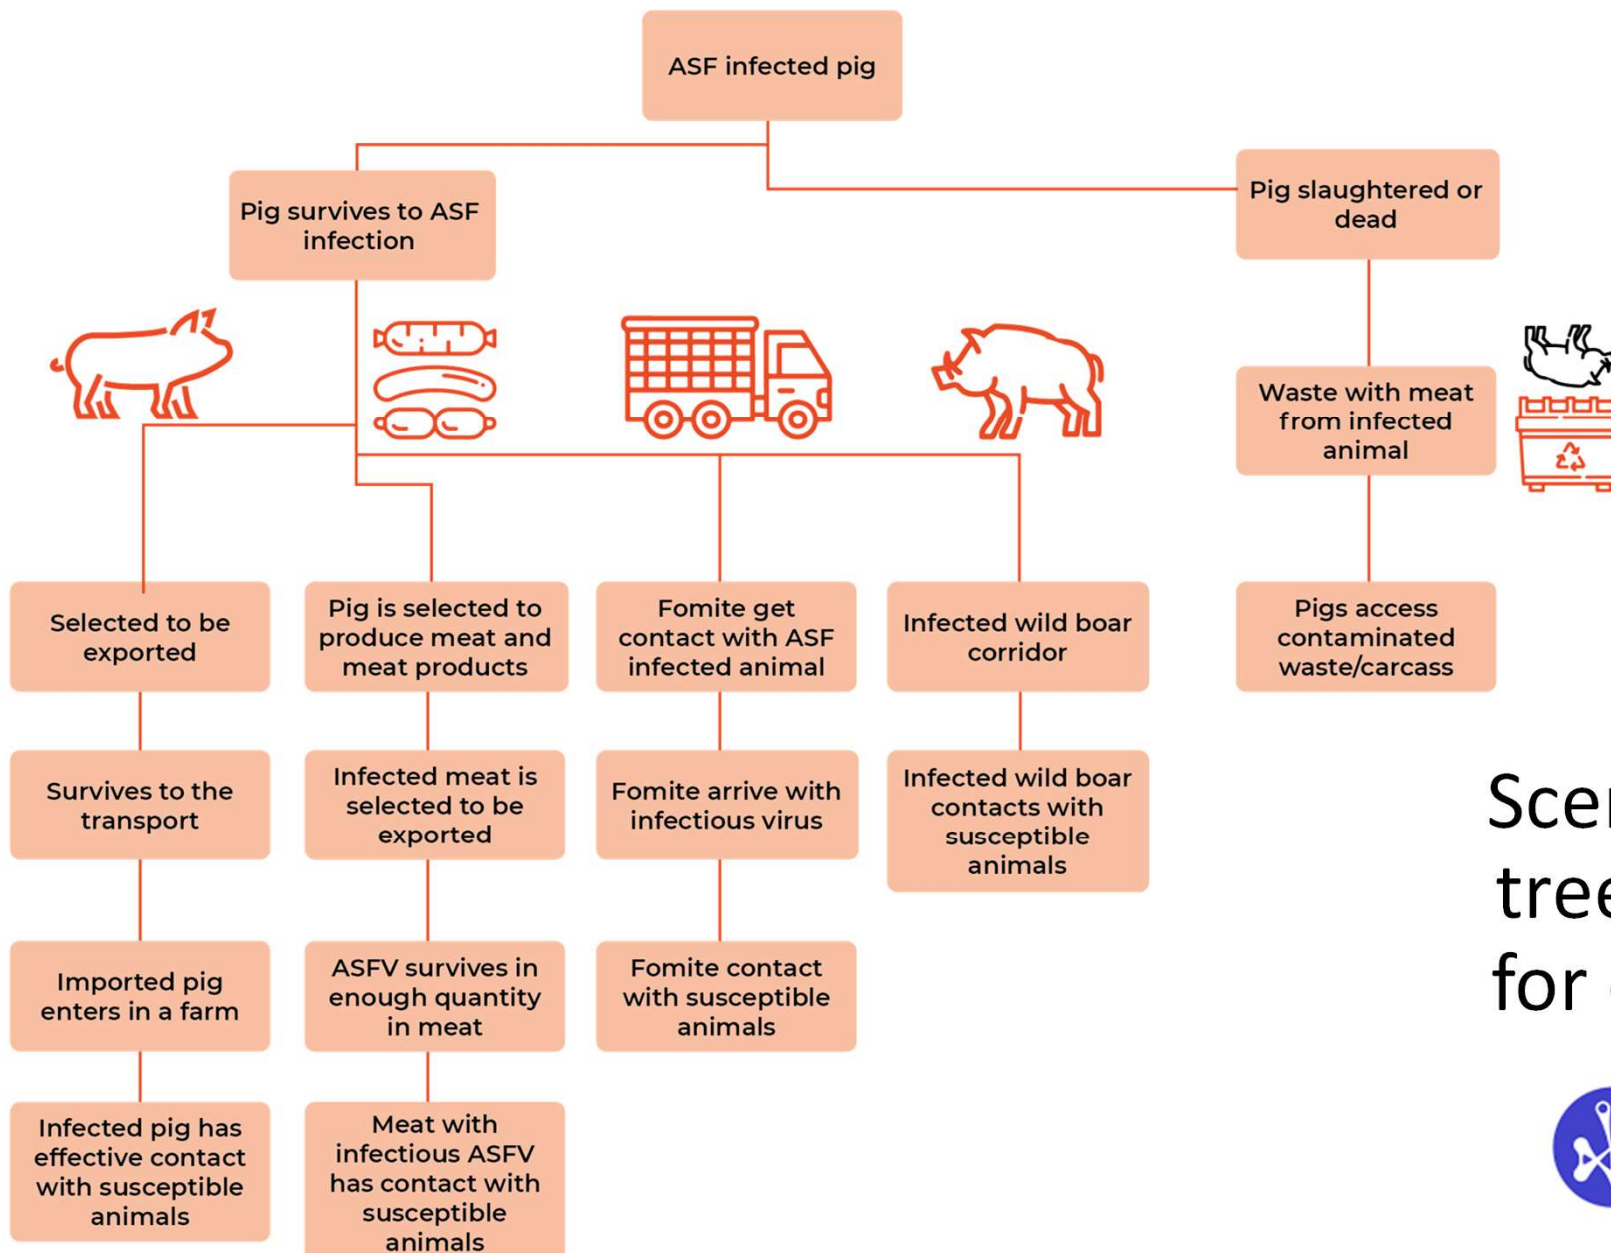 ASF infected pig
Pig survives to ASF
infection
Pig slaughtered or
dead
Waste with meat
from infected
animal
Selected to be
exported
Pig is selected to
produce meat and
meat products
Fomite get
contact with ASF
infected animal
Infected wild boar
corridor
Pigs access
contaminated
waste/carcass
Survives to the
transport
Infected meat is
selected to be
exported
Fomite arrive with
infectious virus
Infected wild boar
contacts with
susceptible
animals
Imported pig
enters in a farm
ASFV survives in
enough quantity
in meat
Fomite contact
with susceptible
animals
Infected pig has
effective contact
with susceptible
animals
Meat with
infectious ASFV
has contact with
susceptible
animals
tree
for